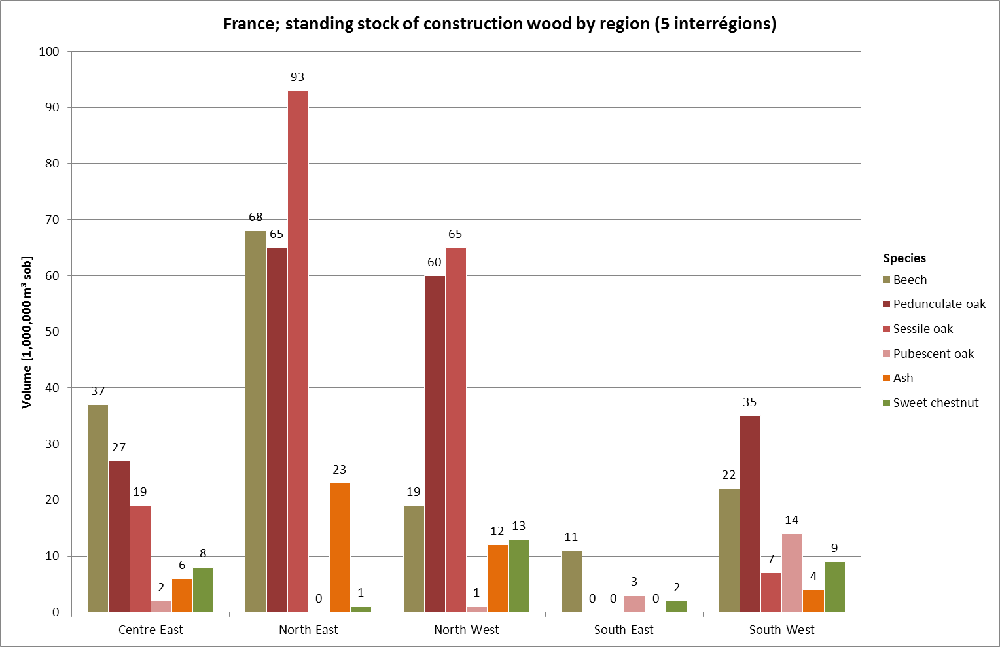 France; standing stock of construction wood by region (5 interrégions)
Volume [1,000,000 m³ sob]
100
90
80
70
60
50
40
30
20
10
0
37 27 19 2 6 8
68 65 93 0 23 1
19 60 65 1 12 13
11 0 0 3 0 2
22 35 7 14 4 9
Centre-East North-East North-West South-East South-West
Species
Beech
Pedunculate oak
Sessile oak
Pubescent oak
Ash
Sweet chestnut